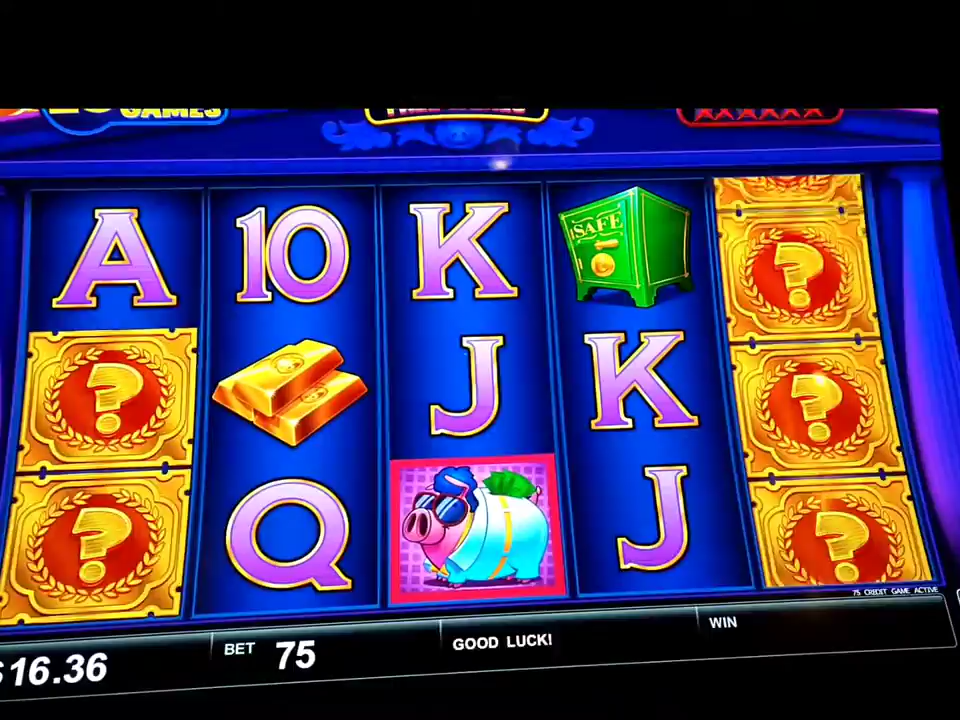 GAMES
A 10 K SAFE ?
? J K ?
? Q J ?
75 CREDIT GAME ACTIVE
$16.36 BET 75 GOOD LUCK! WIN